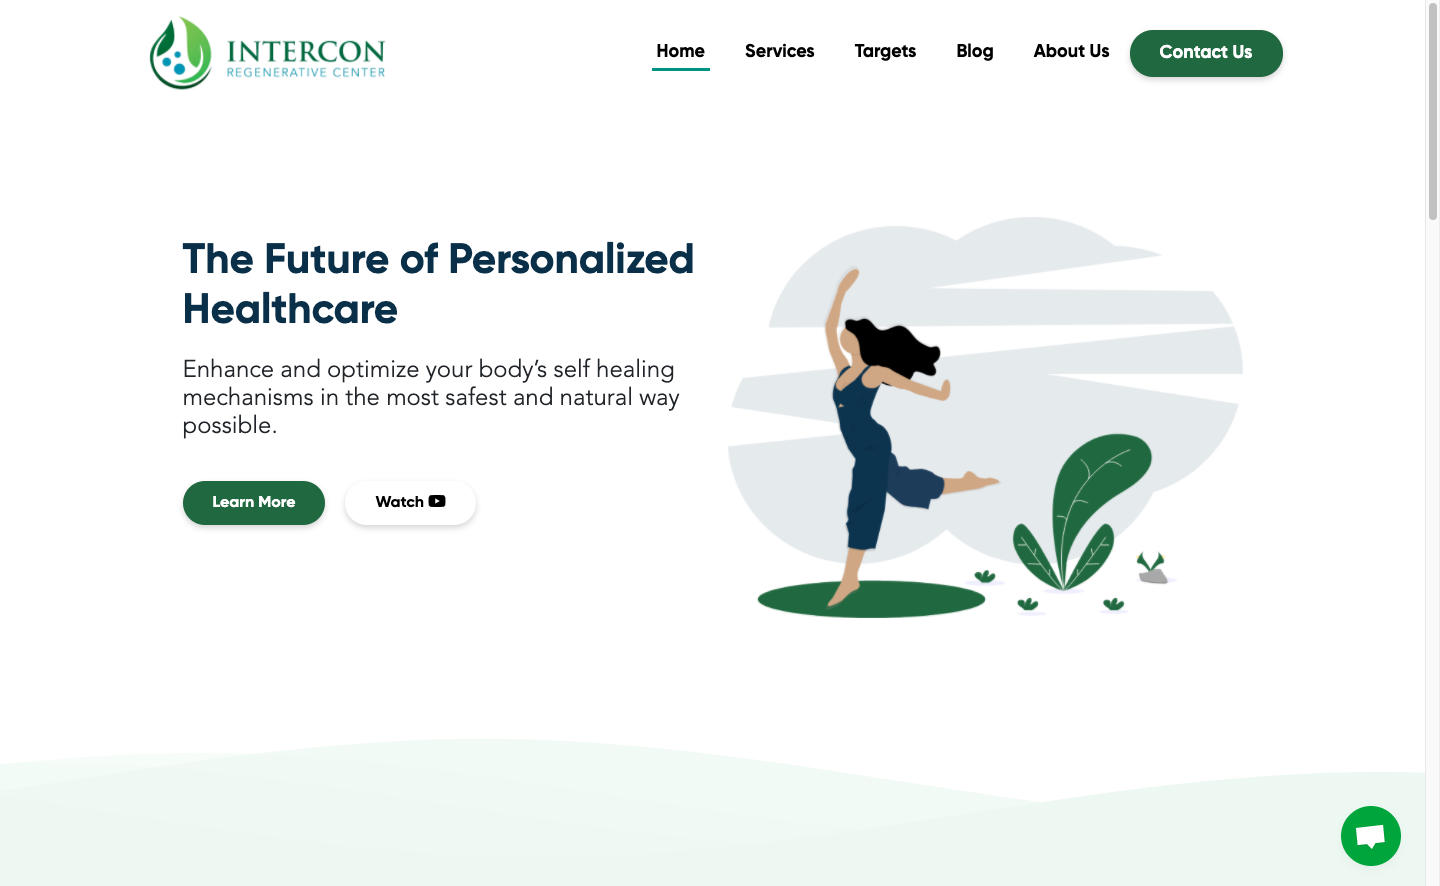 INTERCON
REGENERATIVE CENTER
Home
Services
Targets
Blog
About Us
Contact Us
The Future of Personalized
Healthcare
Enhance and optimize your body’s self healing
mechanisms in the most safest and natural way
possible.
Learn More
Watch